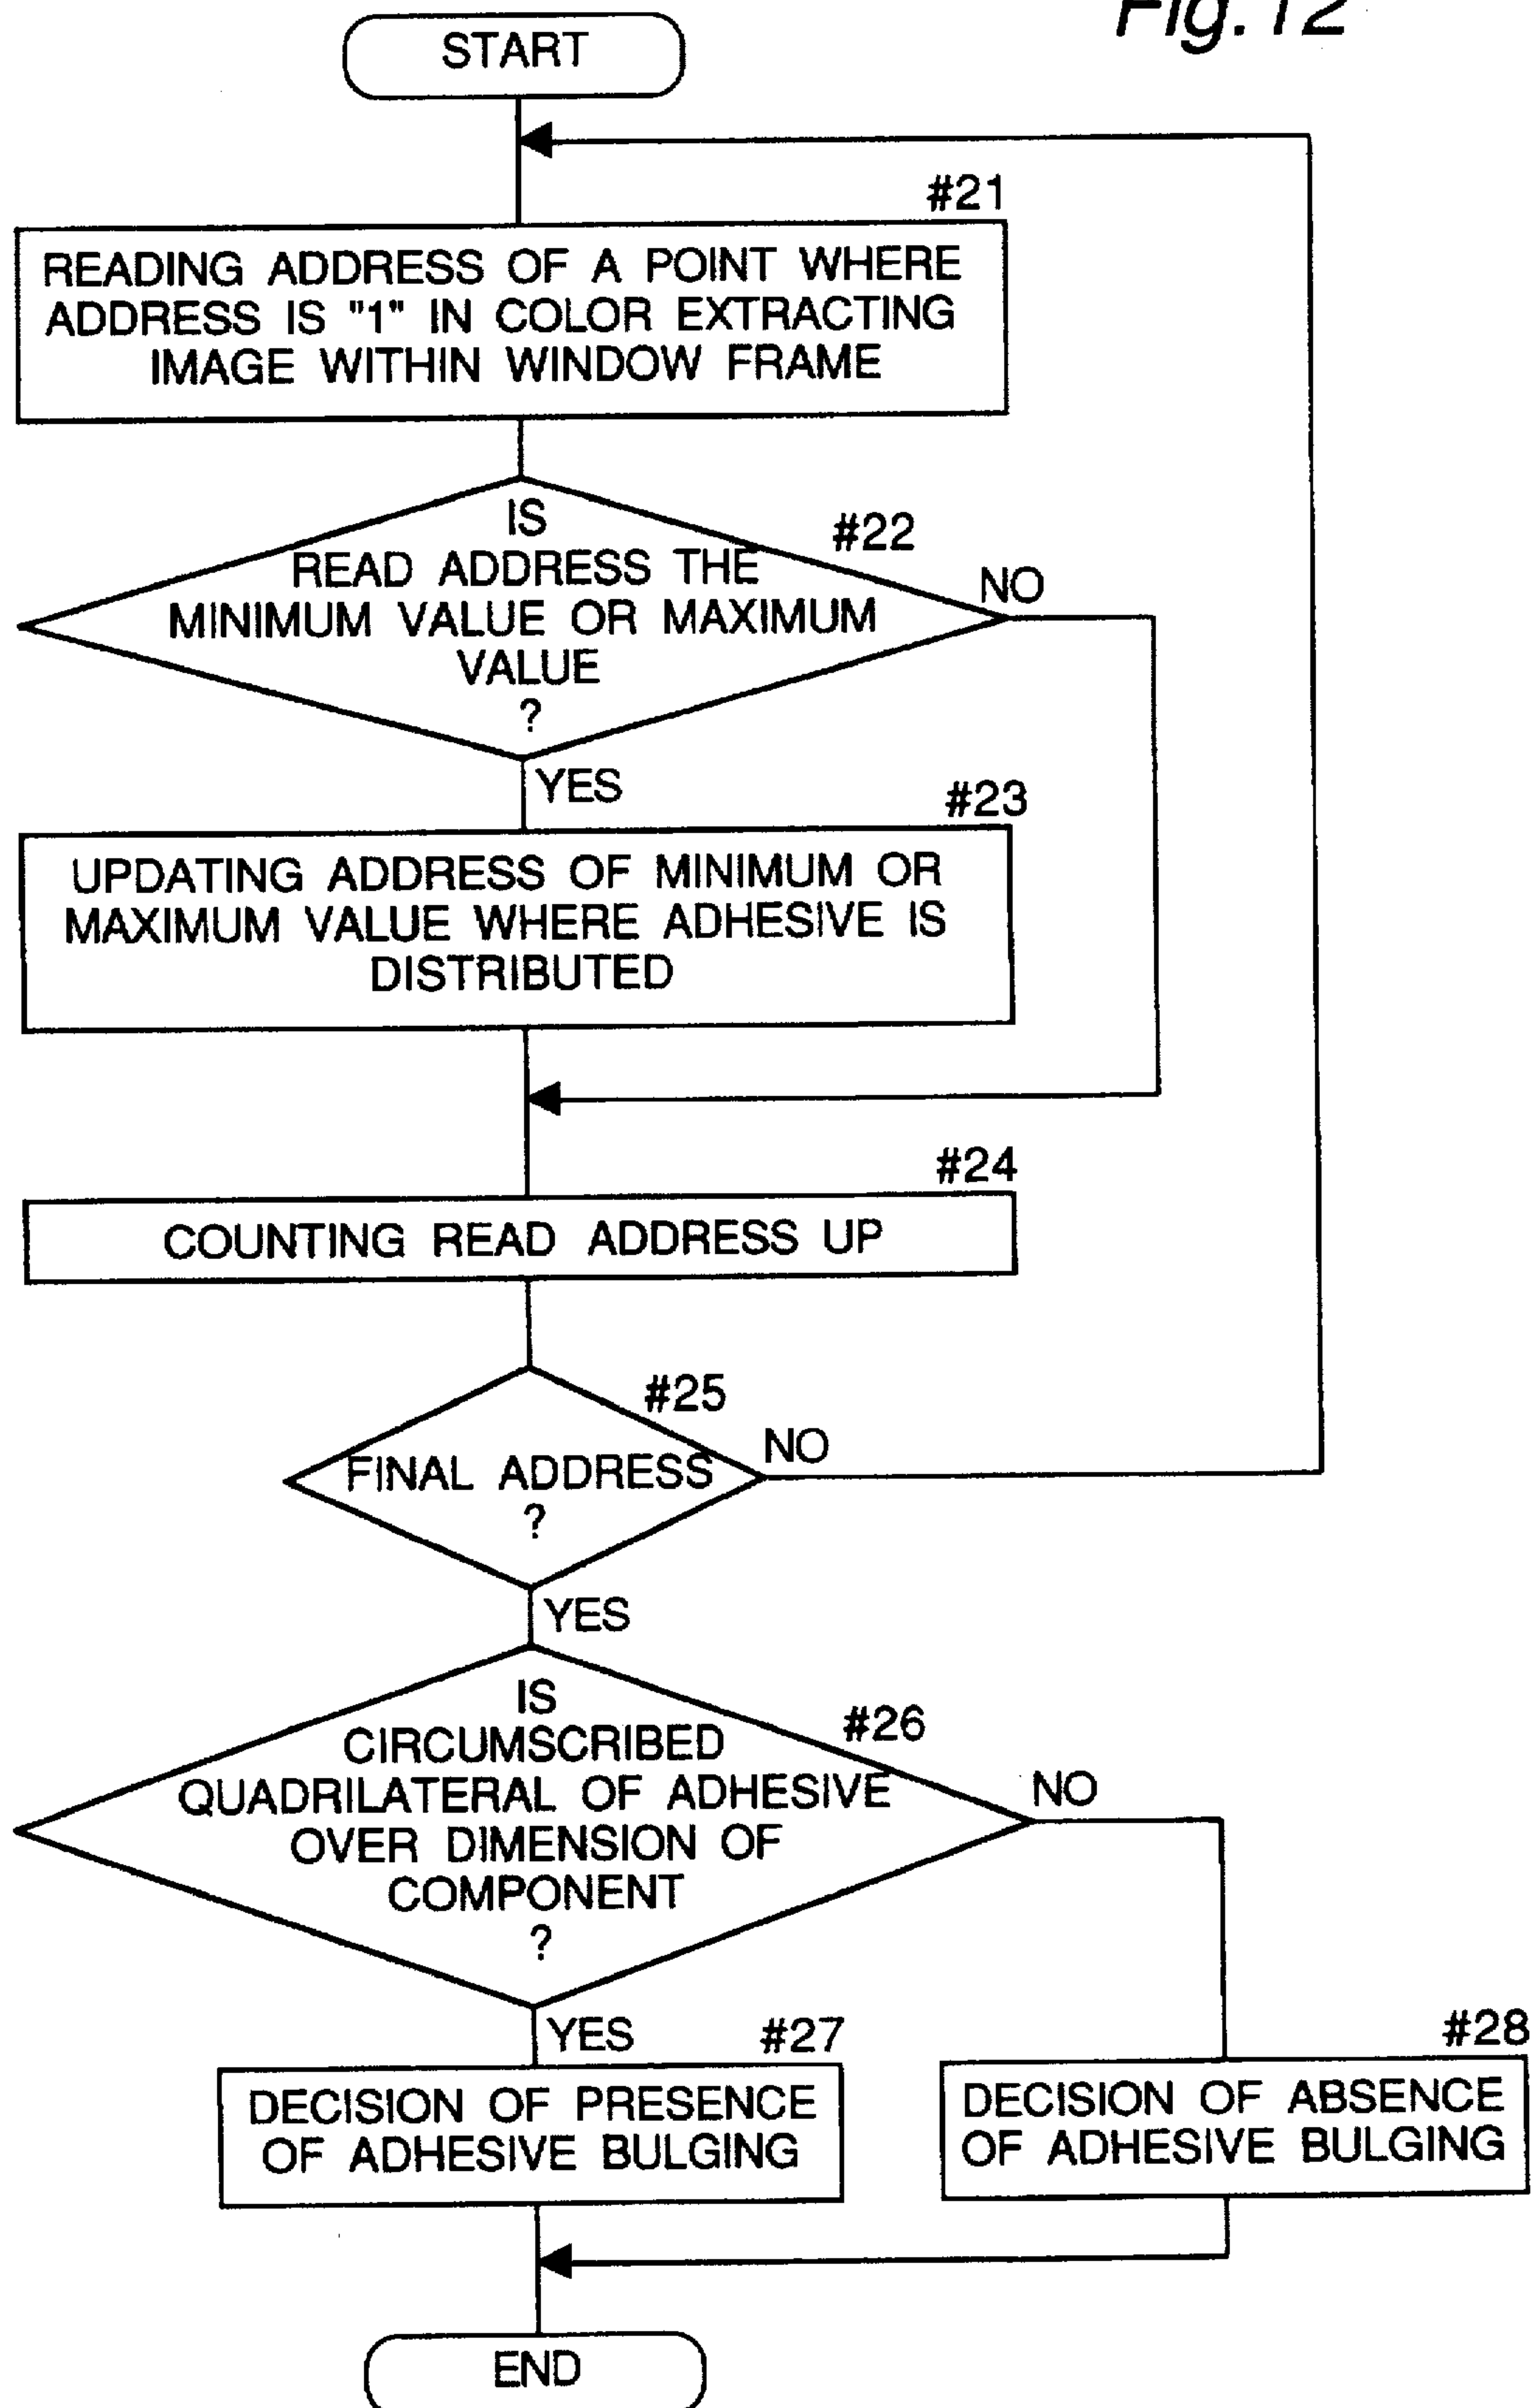 Fig.12
START
#21
READING ADDRESS OF A POINT WHERE
ADDRESS IS "1" IN COLOR EXTRACTING
IMAGE WITHIN WINDOW FRAME
IS
#22
READ ADDRESS THE
NO
MINIMUM VALUE OR MAXIMUM
VALUE
?
YES
#23
UPDATING ADDRESS OF MINIMUM OR
MAXIMUM VALUE WHERE ADHESIVE IS
DISTRIBUTED
#24
COUNTING READ ADDRESS UP
#25
NO
FINAL ADDRESS
?
YES
IS
#26
CIRCUMSCRIBED
NO
QUADRILATERAL OF ADHESIVE
OVER DIMENSION OF
COMPONENT
?
YES
#27
#28
DECISION OF PRESENCE
OF ADHESIVE BULGING
DECISION OF ABSENCE
OF ADHESIVE BULGING
END